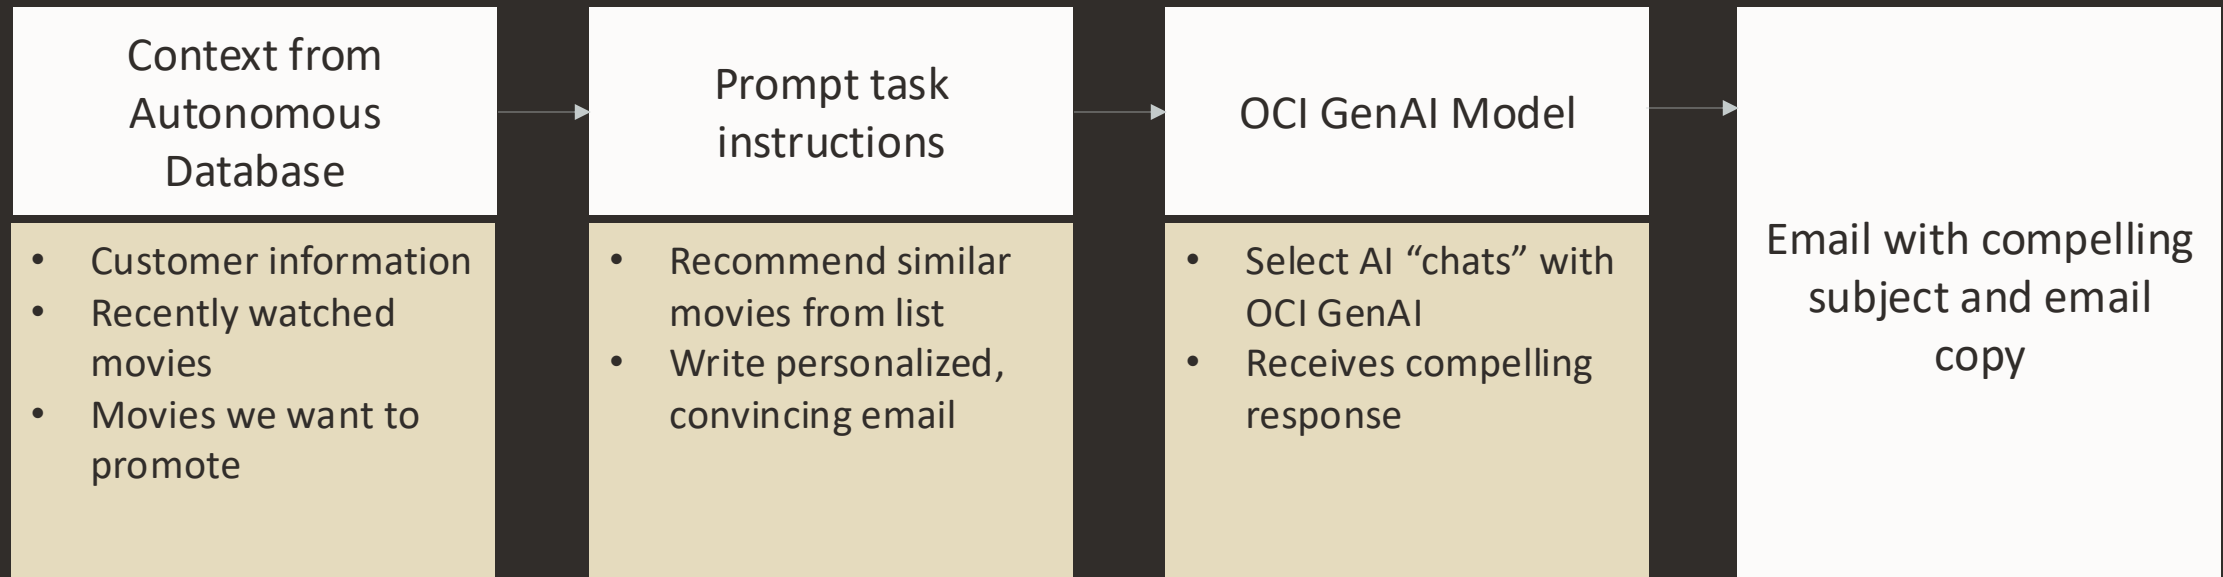 Context from
Autonomous
Database
• Customer information
• Recently watched
movies
• Movies we want to
promote
Prompt task
instructions
• Recommend similar
movies from list
• Write personalized,
convincing email
OCI GenAI Model
• Select AI “chats” with
OCI GenAI
• Receives compelling
response
Email with compelling
subject and email
copy